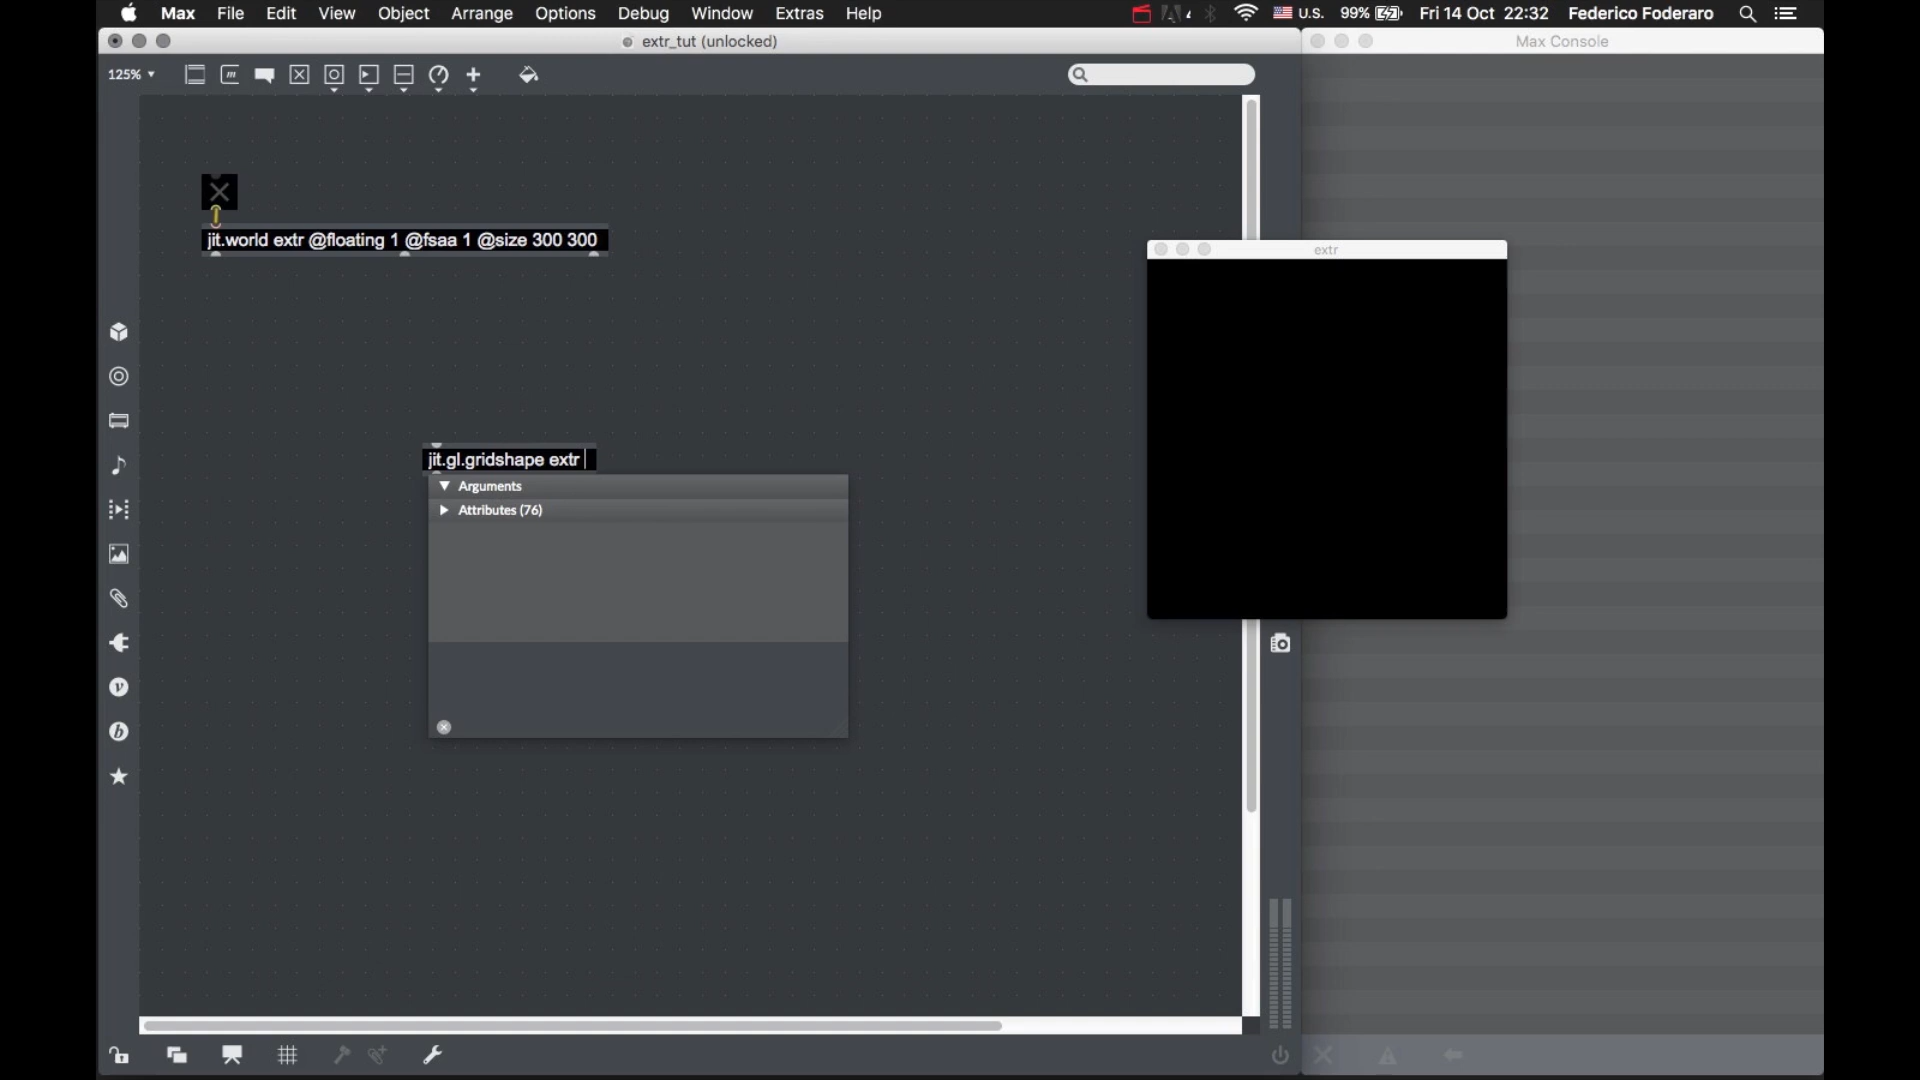 Max File Edit View Object Arrange Options Debug Window Extras Help U.S. 99% Fri 14 Oct 22:32 Federico Foderaro
extr_tut (unlocked)
Max Console
125%
jit.world extr @floating 1 @fsaa 1 @size 300 300
extr
jit.gl.gridshape extr
Arguments
Attributes (76)